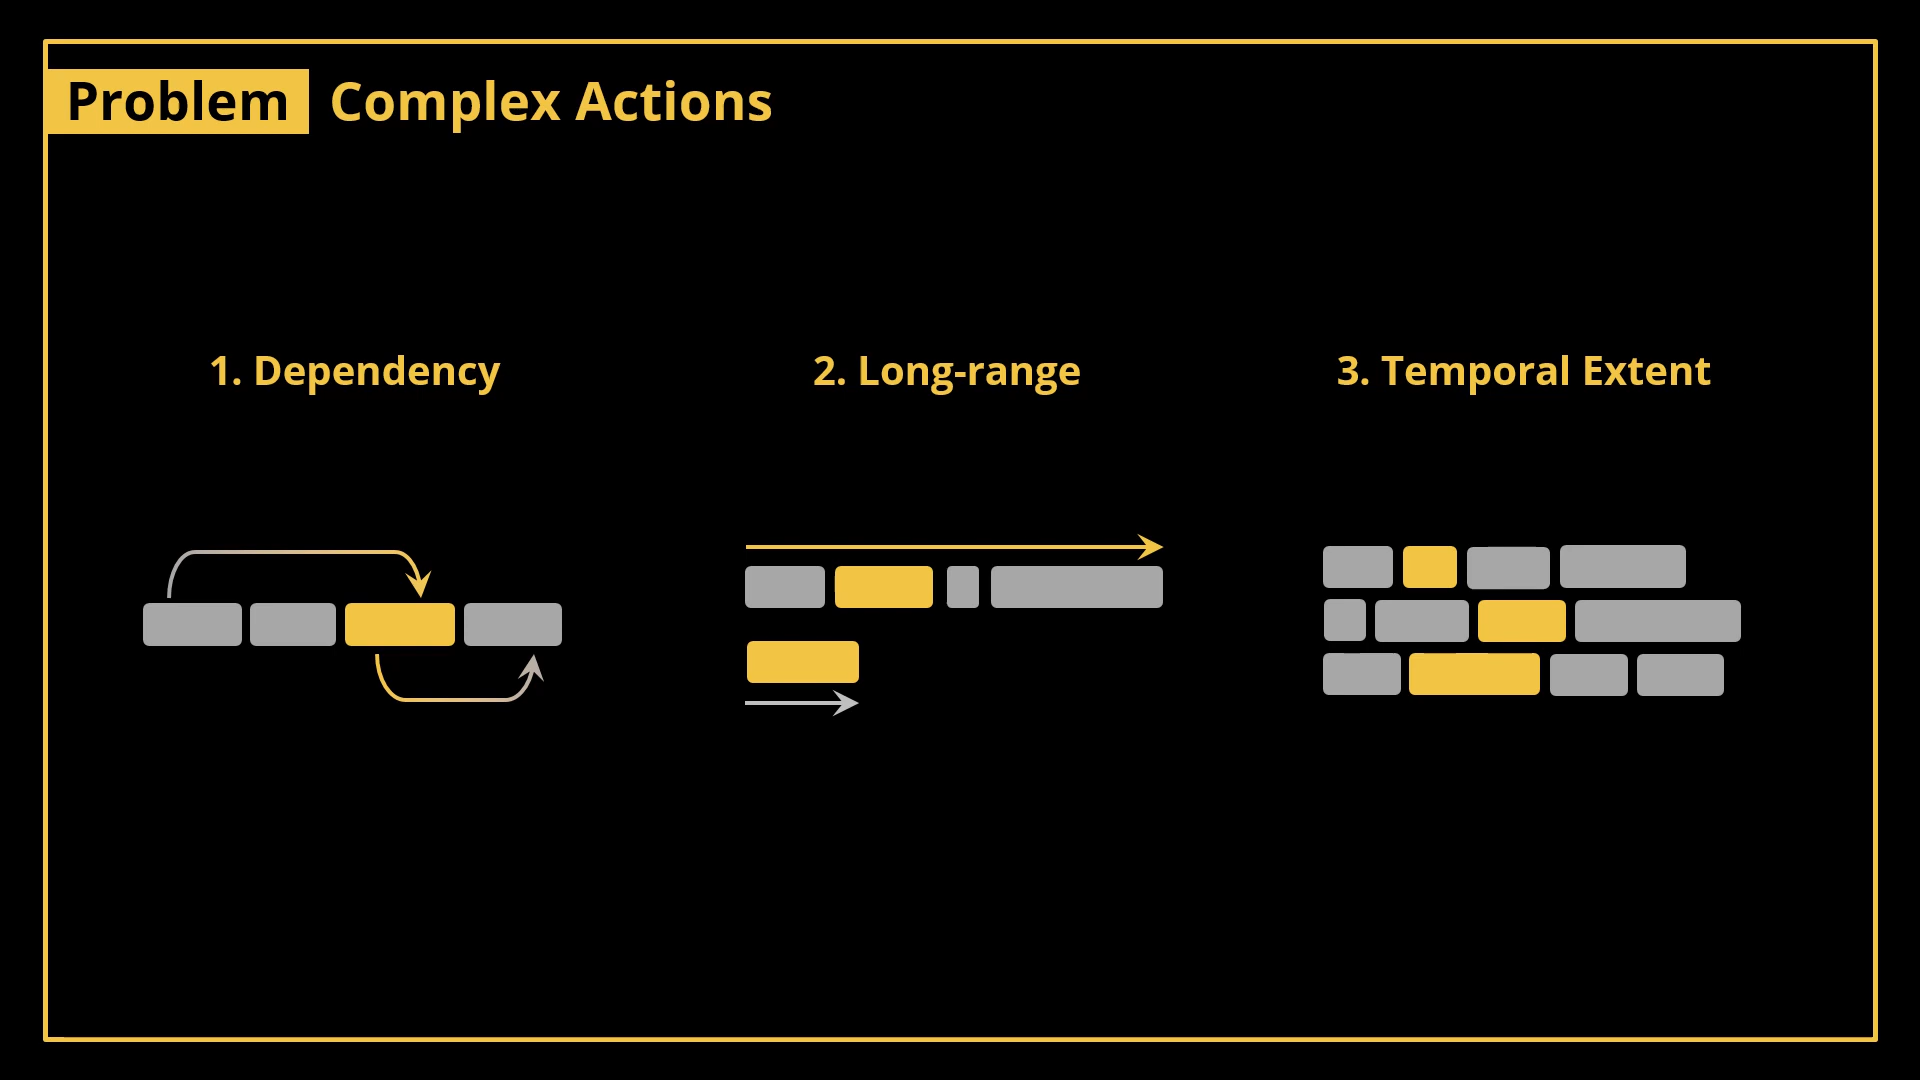 Problem Complex Actions
1. Dependency
2. Long-range
3. Temporal Extent